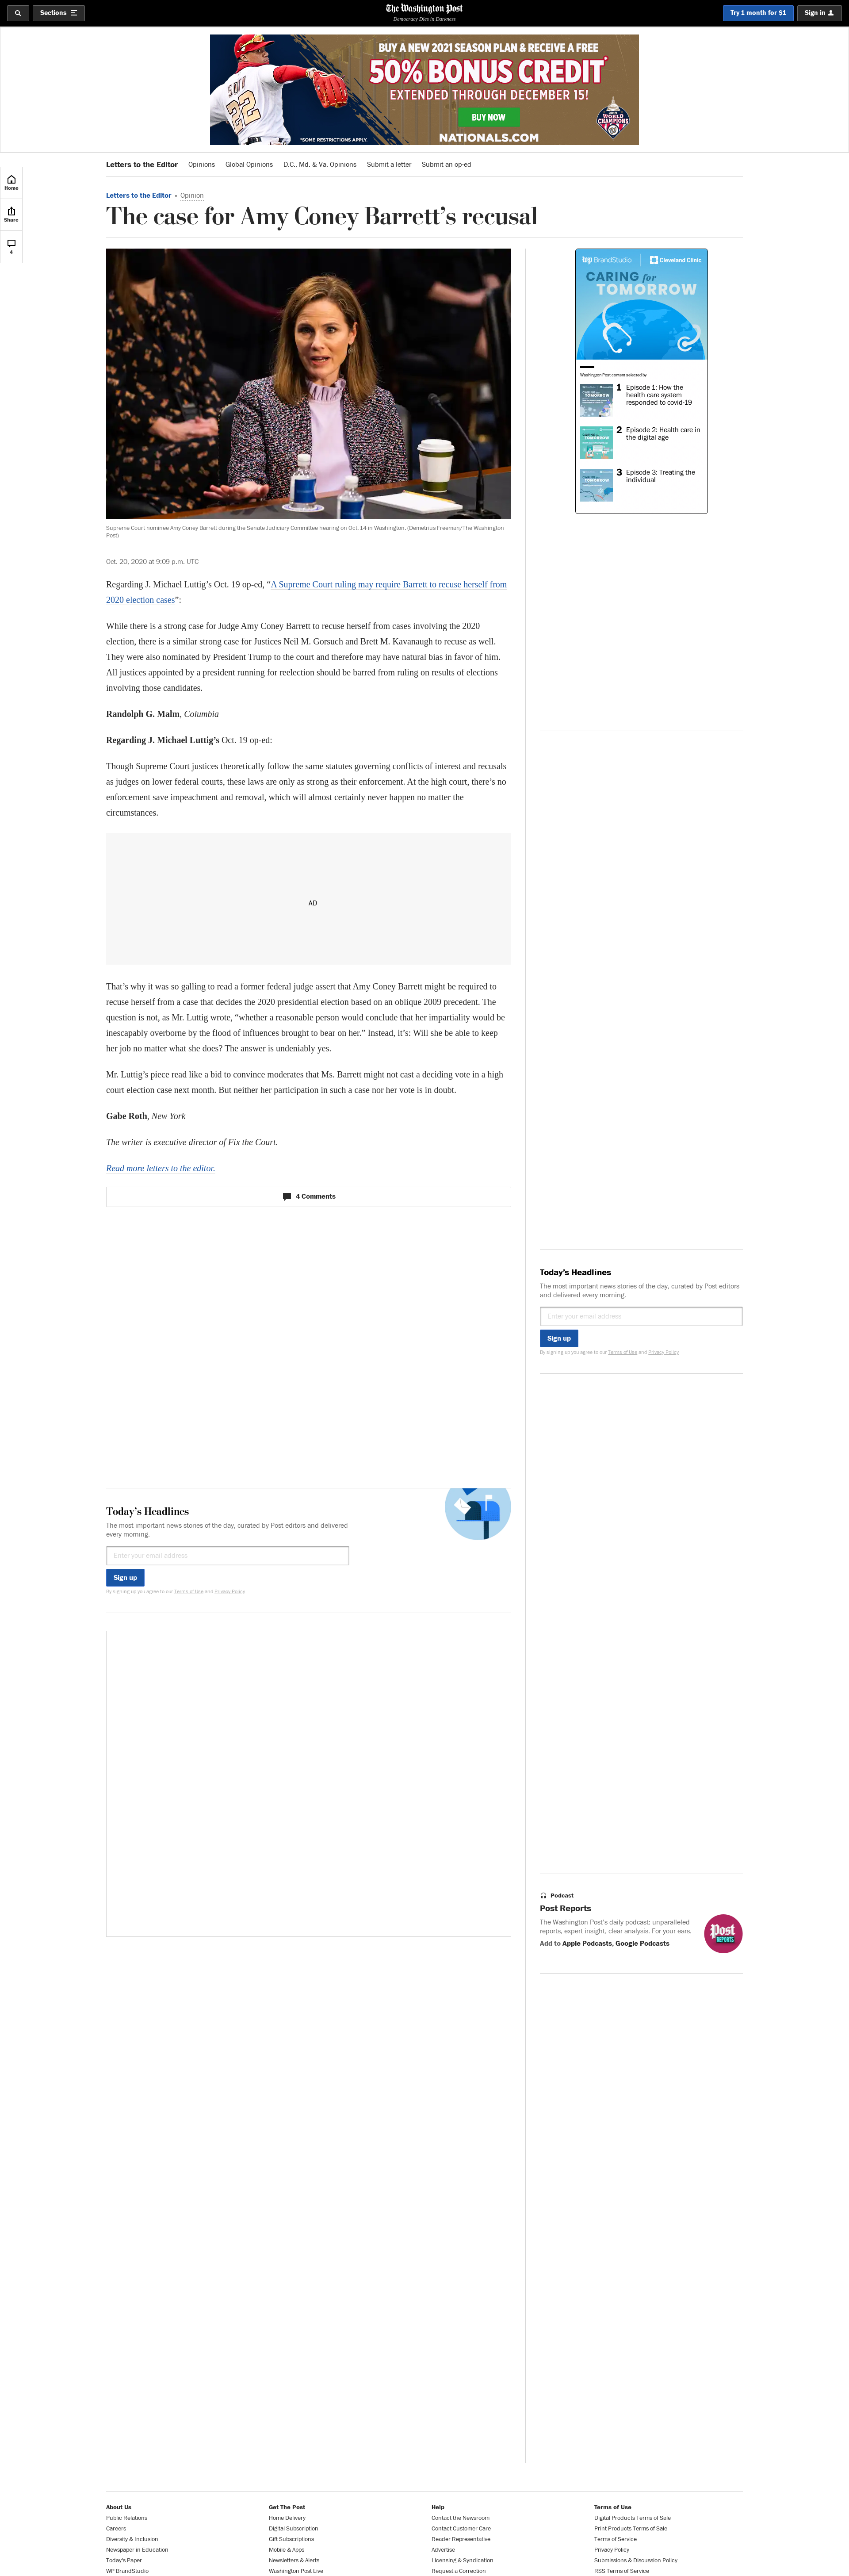 Sections
The Washington Post
Democracy Dies in Darkness
Try 1 month for $1
Sign in
BUY A NEW 2021 SEASON PLAN & RECEIVE A FREE
50% BONUS CREDIT*
EXTENDED THROUGH DECEMBER 15!
BUY NOW
WORLD
CHAMPIONS
22
*SOME RESTRICTIONS APPLY.
NATIONALS.COM
Home
Share
4
Letters to the Editor Opinions Global Opinions D.C., Md. & Va. Opinions Submit a letter Submit an op-ed
Letters to the Editor • Opinion
The case for Amy Coney Barrett’s recusal
Supreme Court nominee Amy Coney Barrett during the Senate Judiciary Committee hearing on Oct. 14 in Washington. (Demetrius Freeman/The Washington
Post)
Oct. 20, 2020 at 9:09 p.m. UTC
Regarding J. Michael Luttig’s Oct. 19 op-ed, “A Supreme Court ruling may require Barrett to recuse herself from
2020 election cases”:
While there is a strong case for Judge Amy Coney Barrett to recuse herself from cases involving the 2020
election, there is a similar strong case for Justices Neil M. Gorsuch and Brett M. Kavanaugh to recuse as well.
They were also nominated by President Trump to the court and therefore may have natural bias in favor of him.
All justices appointed by a president running for reelection should be barred from ruling on results of elections
involving those candidates.
Randolph G. Malm, Columbia
Regarding J. Michael Luttig’s Oct. 19 op-ed:
Though Supreme Court justices theoretically follow the same statutes governing conflicts of interest and recusals
as judges on lower federal courts, these laws are only as strong as their enforcement. At the high court, there’s no
enforcement save impeachment and removal, which will almost certainly never happen no matter the
circumstances.
AD
That’s why it was so galling to read a former federal judge assert that Amy Coney Barrett might be required to
recuse herself from a case that decides the 2020 presidential election based on an oblique 2009 precedent. The
question is not, as Mr. Luttig wrote, “whether a reasonable person would conclude that her impartiality would be
inescapably overborne by the flood of influences brought to bear on her.” Instead, it’s: Will she be able to keep
her job no matter what she does? The answer is undeniably yes.
Mr. Luttig’s piece read like a bid to convince moderates that Ms. Barrett might not cast a deciding vote in a high
court election case next month. But neither her participation in such a case nor her vote is in doubt.
Gabe Roth, New York
The writer is executive director of Fix the Court.
Read more letters to the editor.
4 Comments
Today’s Headlines
The most important news stories of the day, curated by Post editors and delivered
every morning.
Enter your email address
Sign up
By signing up you agree to our Terms of Use and Privacy Policy
wp BrandStudio
Cleveland Clinic
CARING for
TOMORROW
Washington Post content selected by
1 Episode 1: How the
health care system
responded to covid-19
2 Episode 2: Health care in
the digital age
3 Episode 3: Treating the
individual
Today’s Headlines
The most important news stories of the day, curated by Post editors
and delivered every morning.
Enter your email address
Sign up
By signing up you agree to our Terms of Use and Privacy Policy
Podcast
Post Reports
The Washington Post's daily podcast: unparalleled
reports, expert insight, clear analysis. For your ears.
Add to Apple Podcasts, Google Podcasts
Post
REPORTS
About Us
Public Relations
Careers
Diversity & Inclusion
Newspaper in Education
Today's Paper
WP BrandStudio
Get The Post
Home Delivery
Digital Subscription
Gift Subscriptions
Mobile & Apps
Newsletters & Alerts
Washington Post Live
Help
Contact the Newsroom
Contact Customer Care
Reader Representative
Advertise
Licensing & Syndication
Request a Correction
Terms of Use
Digital Products Terms of Sale
Print Products Terms of Sale
Terms of Service
Privacy Policy
Submissions & Discussion Policy
RSS Terms of Service